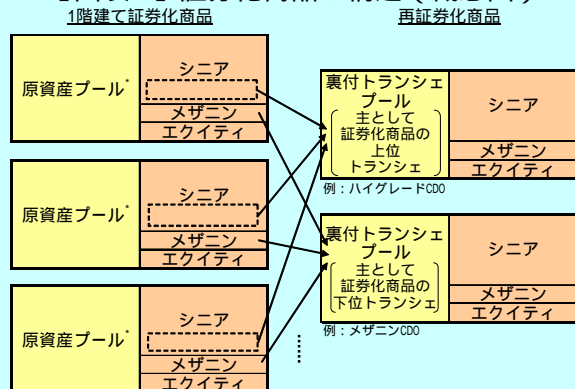 1階建て証券化商品
再証券化商品
原資産プール*
シニア
メザニン
エクイティ
原資産プール*
シニア
メザニン
エクイティ
原資産プール*
シニア
メザニン
エクイティ
裏付トランシェ
プール
主として
証券化商品の
上位
トランシェ
シニア
メザニン
エクイティ
例：ハイグレードCDO
裏付トランシェ
プール
主として
証券化商品の
下位トランシェ
シニア
メザニン
エクイティ
例：メザニンCDO